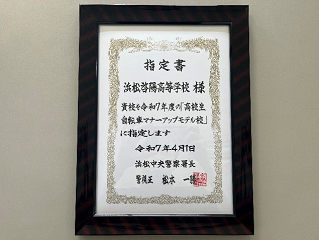 指定書
浜松啓陽高等学校 様
貴校を令和7年度の「高校生
自転車マナーアップモデル校」
に指定します
令和7年4月1日
浜松中央警察署長
警視正 松本 一